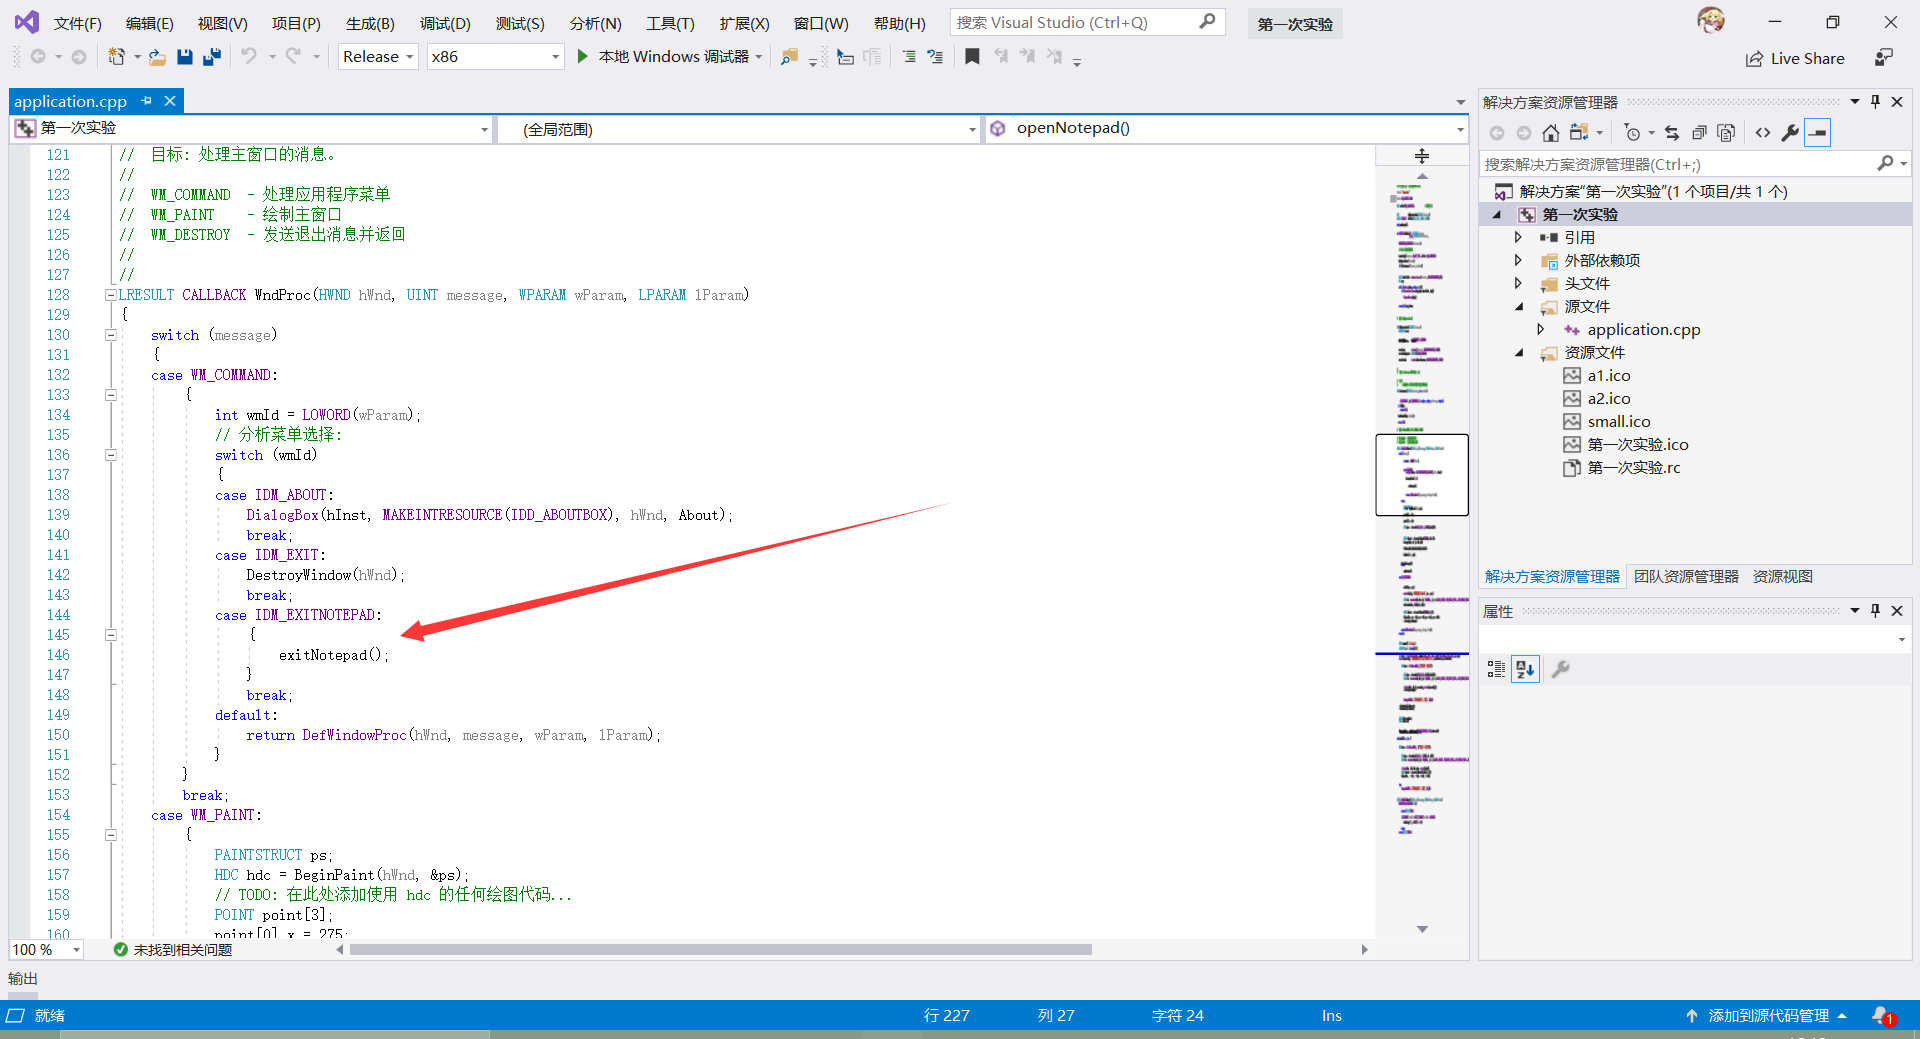 文件(F) 编辑(E) 视图(V) 项目(P) 生成(B) 调试(D) 测试(S) 分析(N) 工具(T) 扩展(X) 窗口(W) 帮助(H) 搜索 Visual Studio (Ctrl+Q) 第一次实验
Release x86 本地 Windows 调试器 Live Share
application.cpp
第一次实验 (全局范围) openNotepad()
121 // 目标: 处理主窗口的消息。
122 //
123 // WM_COMMAND - 处理应用程序菜单
124 // WM_PAINT - 绘制主窗口
125 // WM_DESTROY - 发送退出消息并返回
126 //
127 //
128 LRESULT CALLBACK WndProc(HWND hWnd, UINT message, WPARAM wParam, LPARAM lParam)
129 {
130 switch (message)
131 {
132 case WM_COMMAND:
133 {
134 int wmId = LOWORD(wParam);
135 // 分析菜单选择:
136 switch (wmId)
137 {
138 case IDM_ABOUT:
139 DialogBox(hInst, MAKEINTRESOURCE(IDD_ABOUTBOX), hWnd, About);
140 break;
141 case IDM_EXIT:
142 DestroyWindow(hWnd);
143 break;
144 case IDM_EXITNOTEPAD:
145 {
146 exitNotepad();
147 }
148 break;
149 default:
150 return DefWindowProc(hWnd, message, wParam, lParam);
151 }
152 }
153 break;
154 case WM_PAINT:
155 {
156 PAINTSTRUCT ps;
157 HDC hdc = BeginPaint(hWnd, &ps);
158 // TODO: 在此处添加使用 hdc 的任何绘图代码...
159 POINT point[3];
160 point[0].x = 275;
100 % 未找到相关问题
输出
解决方案资源管理器
搜索解决方案资源管理器(Ctrl+;)
解决方案"第一次实验"(1 个项目/共 1 个)
第一次实验
引用
外部依赖项
头文件
源文件
application.cpp
资源文件
a1.ico
a2.ico
small.ico
第一次实验.ico
第一次实验.rc
解决方案资源管理器 团队资源管理器 资源视图
属性
就绪 行 227 列 27 字符 24 Ins 添加到源代码管理 1